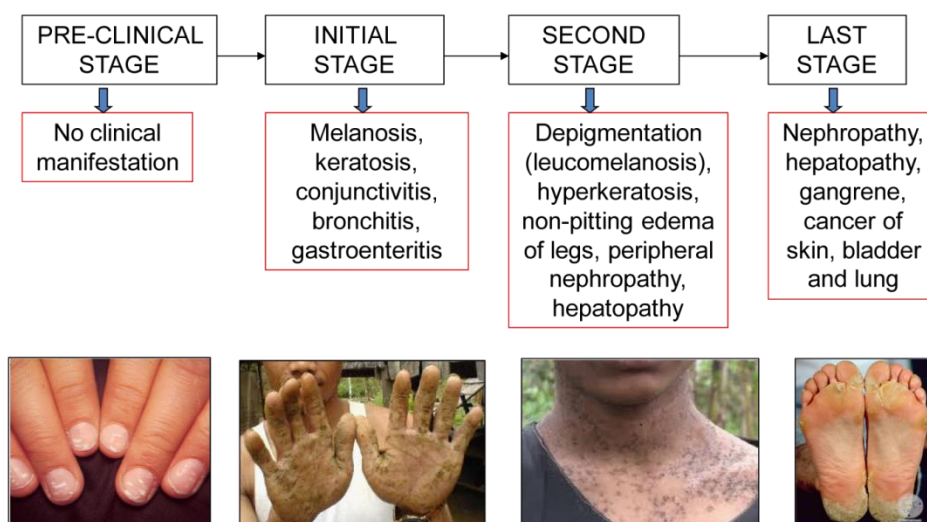 PRE-CLINICAL
STAGE
INITIAL
STAGE
SECOND
STAGE
LAST
STAGE
No clinical
manifestation
Melanosis,
keratosis,
conjunctivitis,
bronchitis,
gastroenteritis
Depigmentation
(leucomelanosis),
hyperkeratosis,
non-pitting edema
of legs, peripheral
nephropathy,
hepatopathy
Nephropathy,
hepatopathy,
gangrene,
cancer of
skin, bladder
and lung